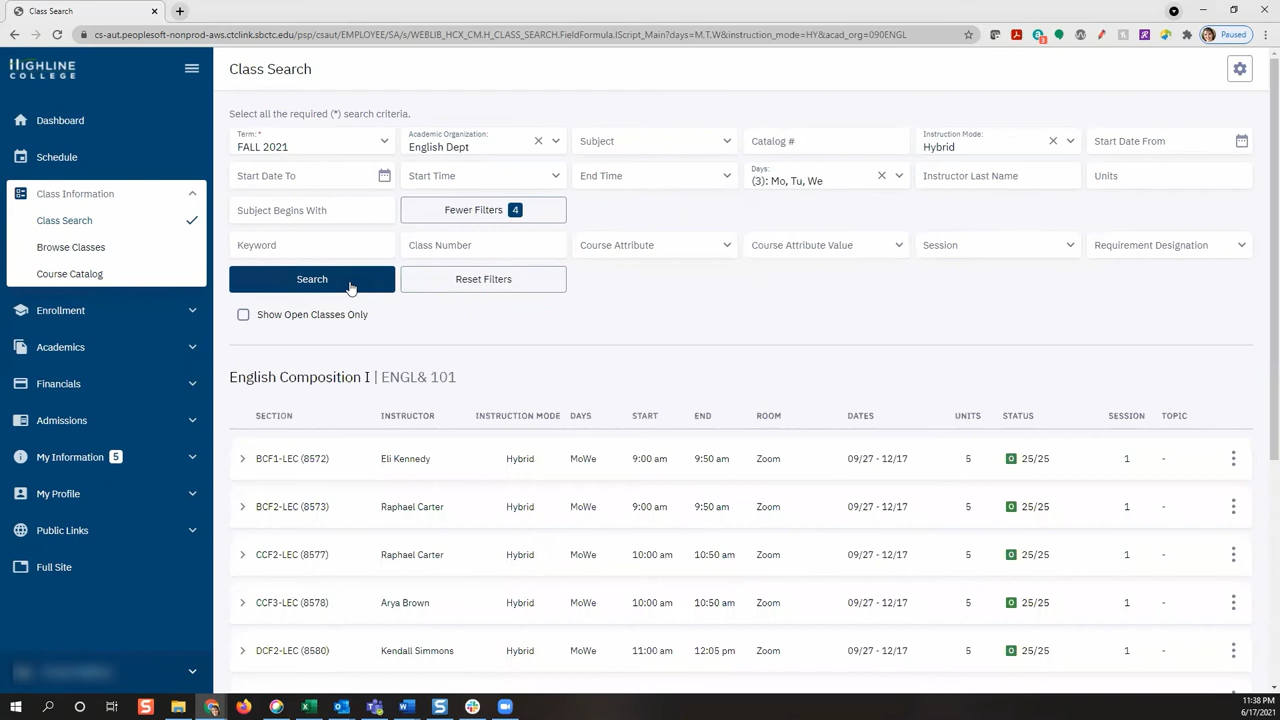 Class Search
cs-aut.peoplesoft-nonprod-aws.ctclink.sbctc.edu/psp/csaut/EMPLOYEE/SA/s/WEBLIB_HCX_CM.H_CLASS_SEARCH.FieldFormula.IScript_Main?days=M.T.W&instruction_mode=HY&acad_org=090ENGL
Paused
HIGHLINE
COLLEGE
Dashboard
Schedule
Class Information
Class Search
Browse Classes
Course Catalog
Enrollment
Academics
Financials
Admissions
My Information 5
My Profile
Public Links
Full Site
Class Search
Select all the required (*) search criteria.
Term: * Academic Organization: Instruction Mode:
FALL 2021 English Dept Subject Catalog # Hybrid Start Date From
Days:
Start Date To Start Time End Time (3): Mo, Tu, We Instructor Last Name Units
Subject Begins With Fewer Filters 4
Keyword Class Number Course Attribute Course Attribute Value Session Requirement Designation
Search Reset Filters
Show Open Classes Only
English Composition I | ENGL& 101
SECTION INSTRUCTOR INSTRUCTION MODE DAYS START END ROOM DATES UNITS STATUS SESSION TOPIC
BCF1-LEC (8572) Eli Kennedy Hybrid MoWe 9:00 am 9:50 am Zoom 09/27 - 12/17 5 O 25/25 1 -
BCF2-LEC (8573) Raphael Carter Hybrid MoWe 9:00 am 9:50 am Zoom 09/27 - 12/17 5 O 25/25 1 -
CCF2-LEC (8577) Raphael Carter Hybrid MoWe 10:00 am 10:50 am Zoom 09/27 - 12/17 5 O 25/25 1 -
CCF3-LEC (8578) Arya Brown Hybrid MoWe 10:00 am 10:50 am Zoom 09/27 - 12/17 5 O 25/25 1 -
DCF2-LEC (8580) Kendall Simmons Hybrid MoWe 11:00 am 12:05 pm Zoom 09/27 - 12/17 5 O 25/25 1 -
11:38 PM
6/17/2021